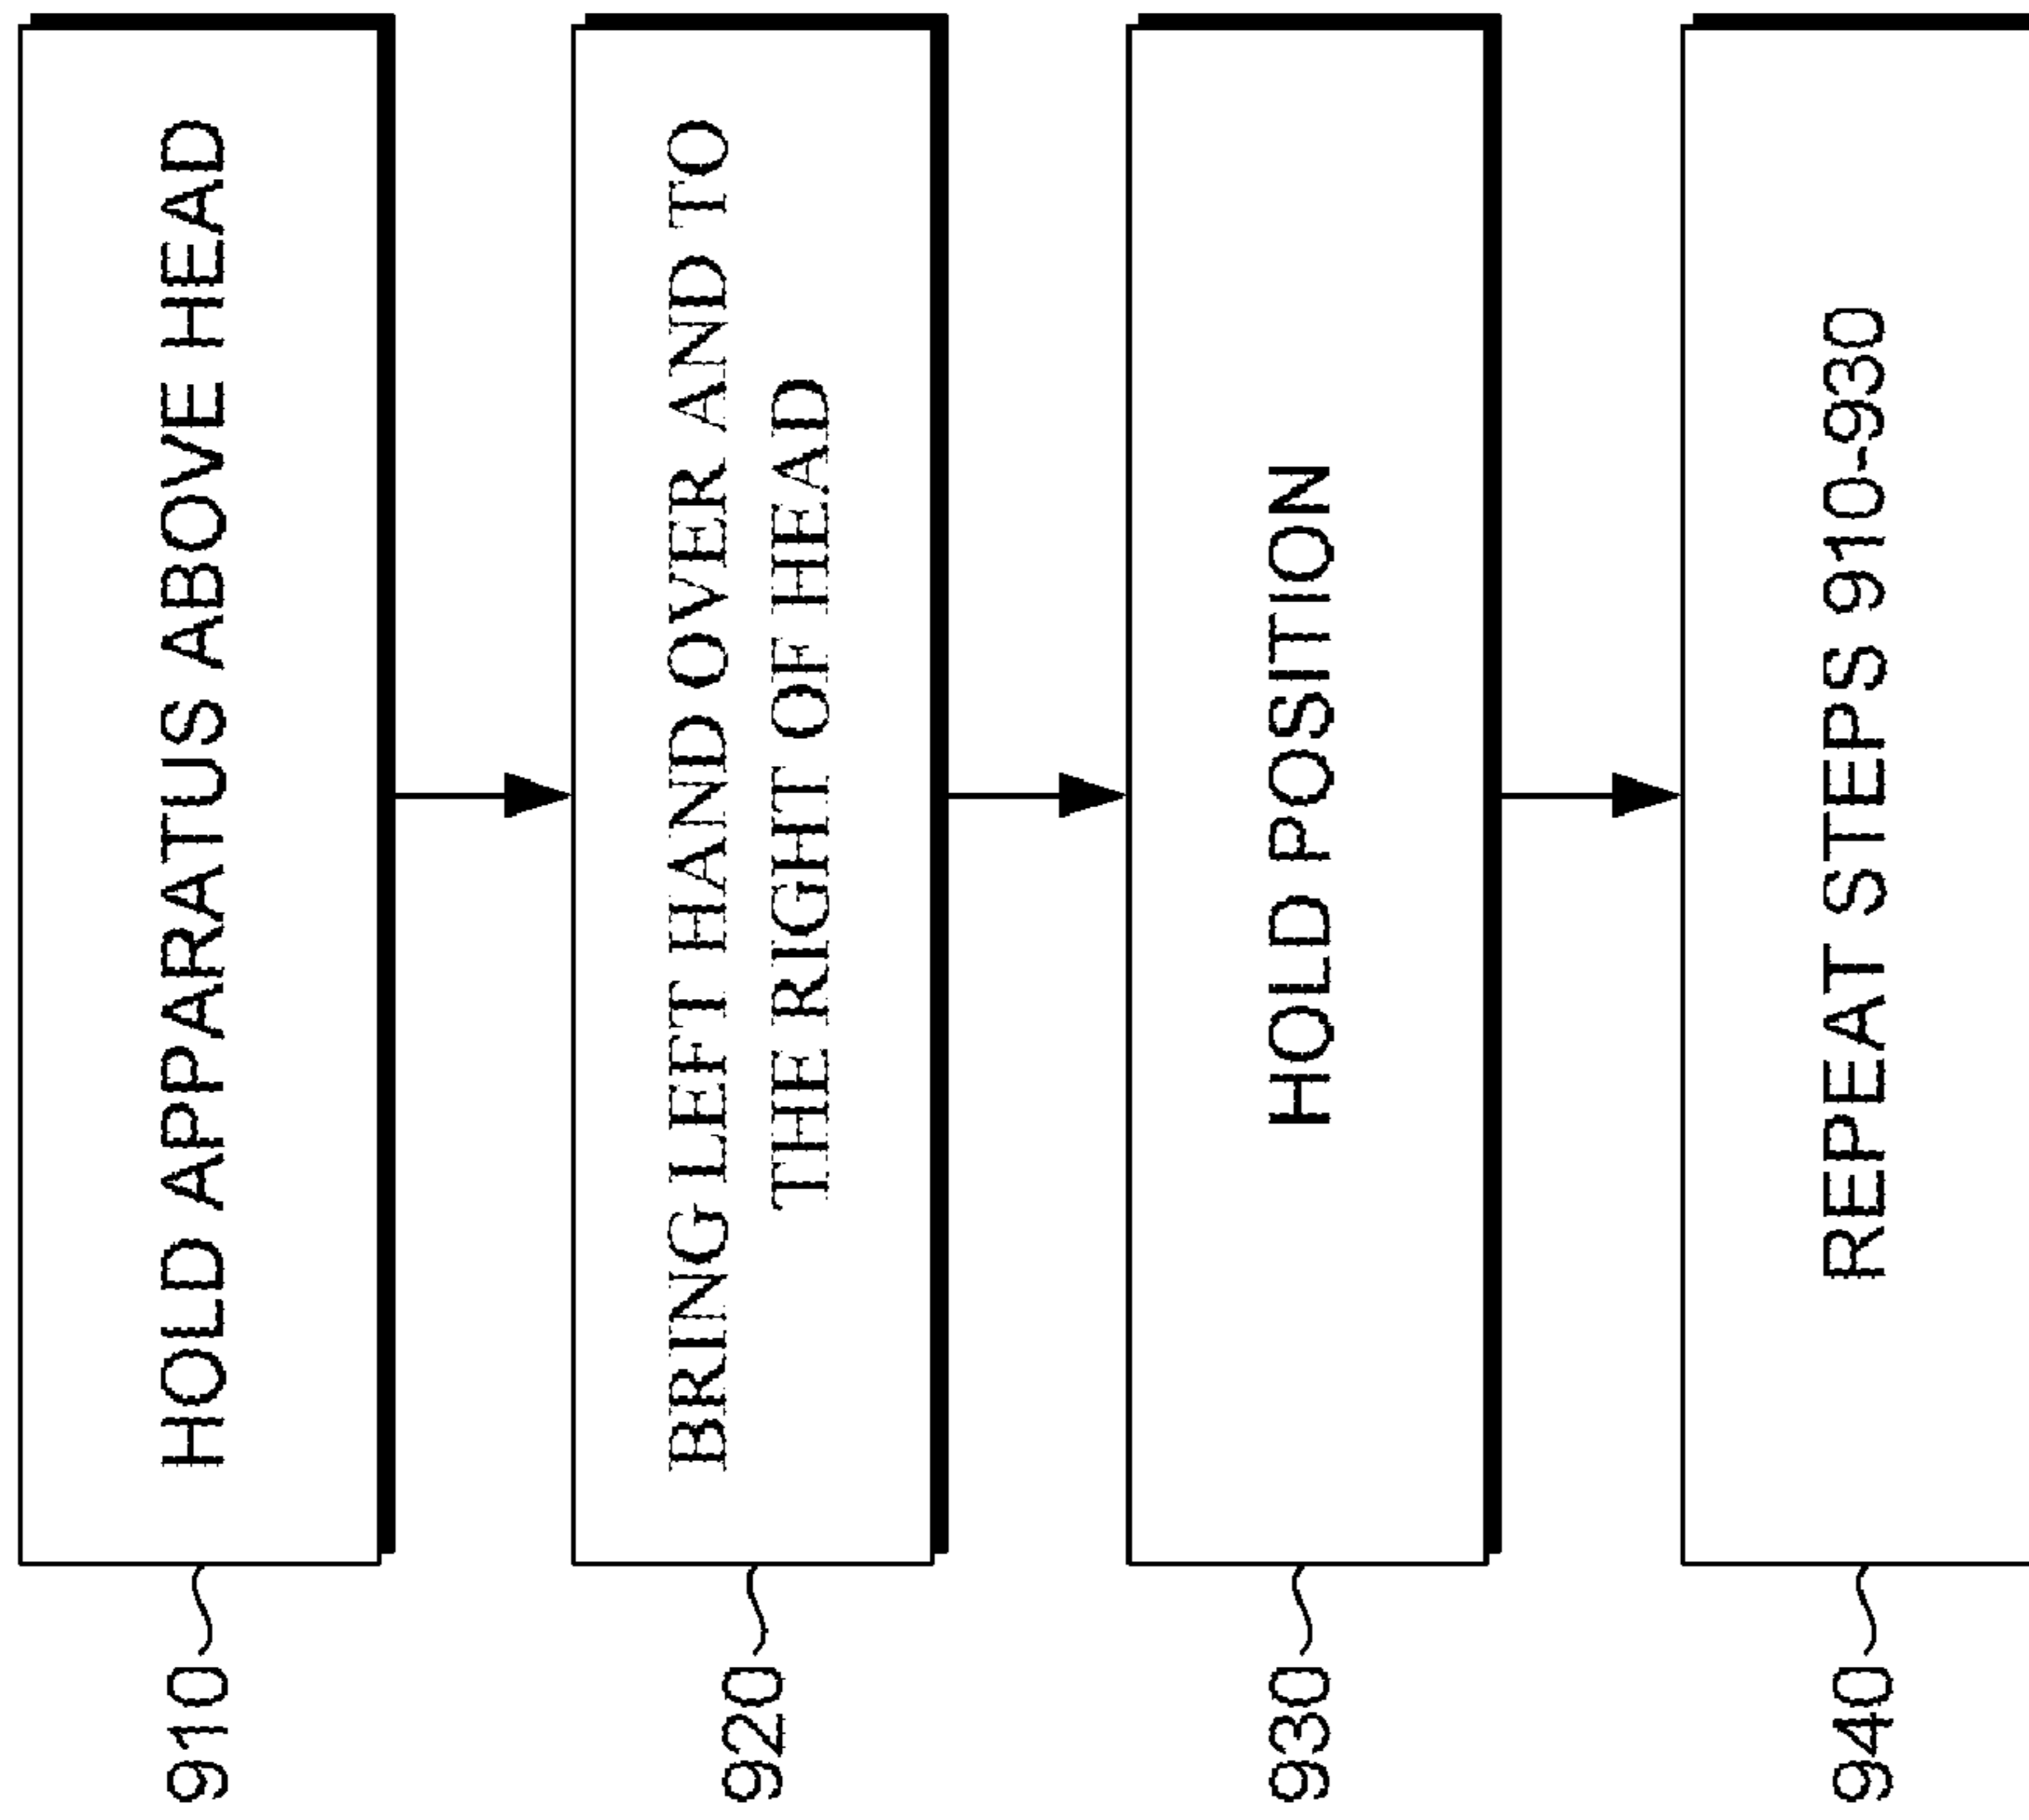 910
HOLD APPARATUS ABOVE HEAD
920
BRING LEFT HAND OVER AND TO
THE RIGHT OF HEAD
930
HOLD POSITION
940
REPEAT STEPS 910-930